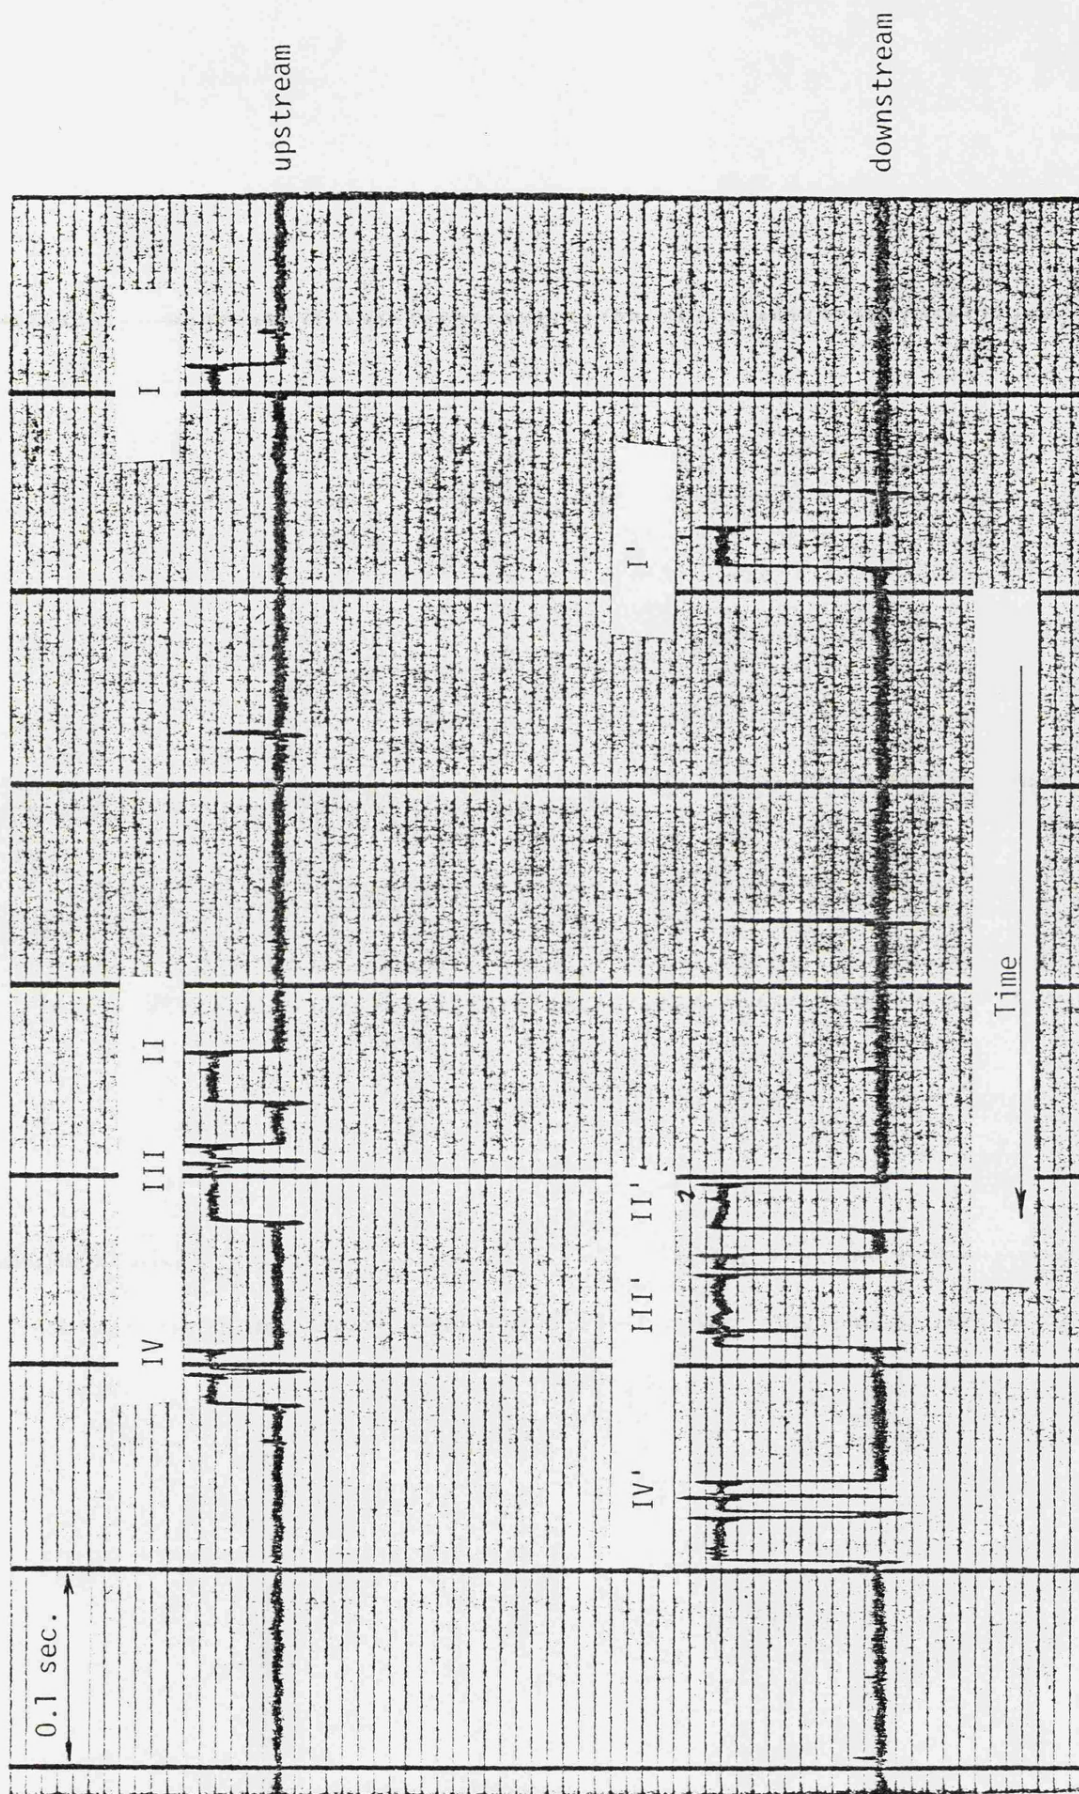 0.1 sec.
IV III II I
upstream
IV' III' II' I'
2
downstream
Time